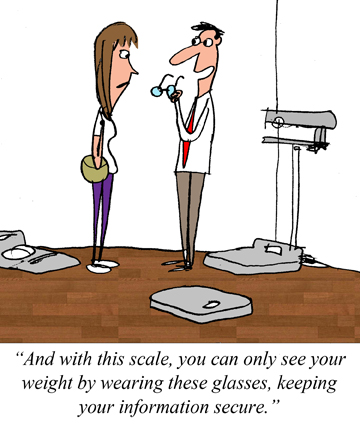 “And with this scale, you can only see your
weight by wearing these glasses, keeping
your information secure.”